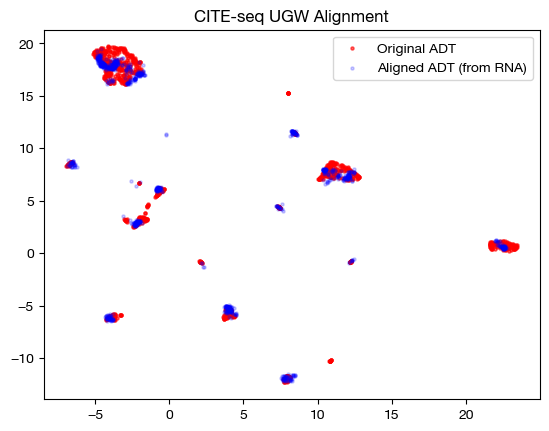 CITE-seq UGW Alignment
Original ADT
Aligned ADT (from RNA)
20
15
10
5
0
−5
−10
−5 0 5 10 15 20